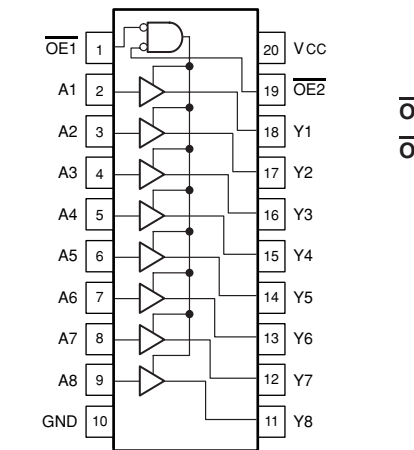 OE1 1 20 VCC
A1 2 19 OE2
A2 3 18 Y1
A3 4 17 Y2
A4 5 16 Y3
A5 6 15 Y4
A6 7 14 Y5
A7 8 13 Y6
A8 9 12 Y7
GND 10 11 Y8
O
O